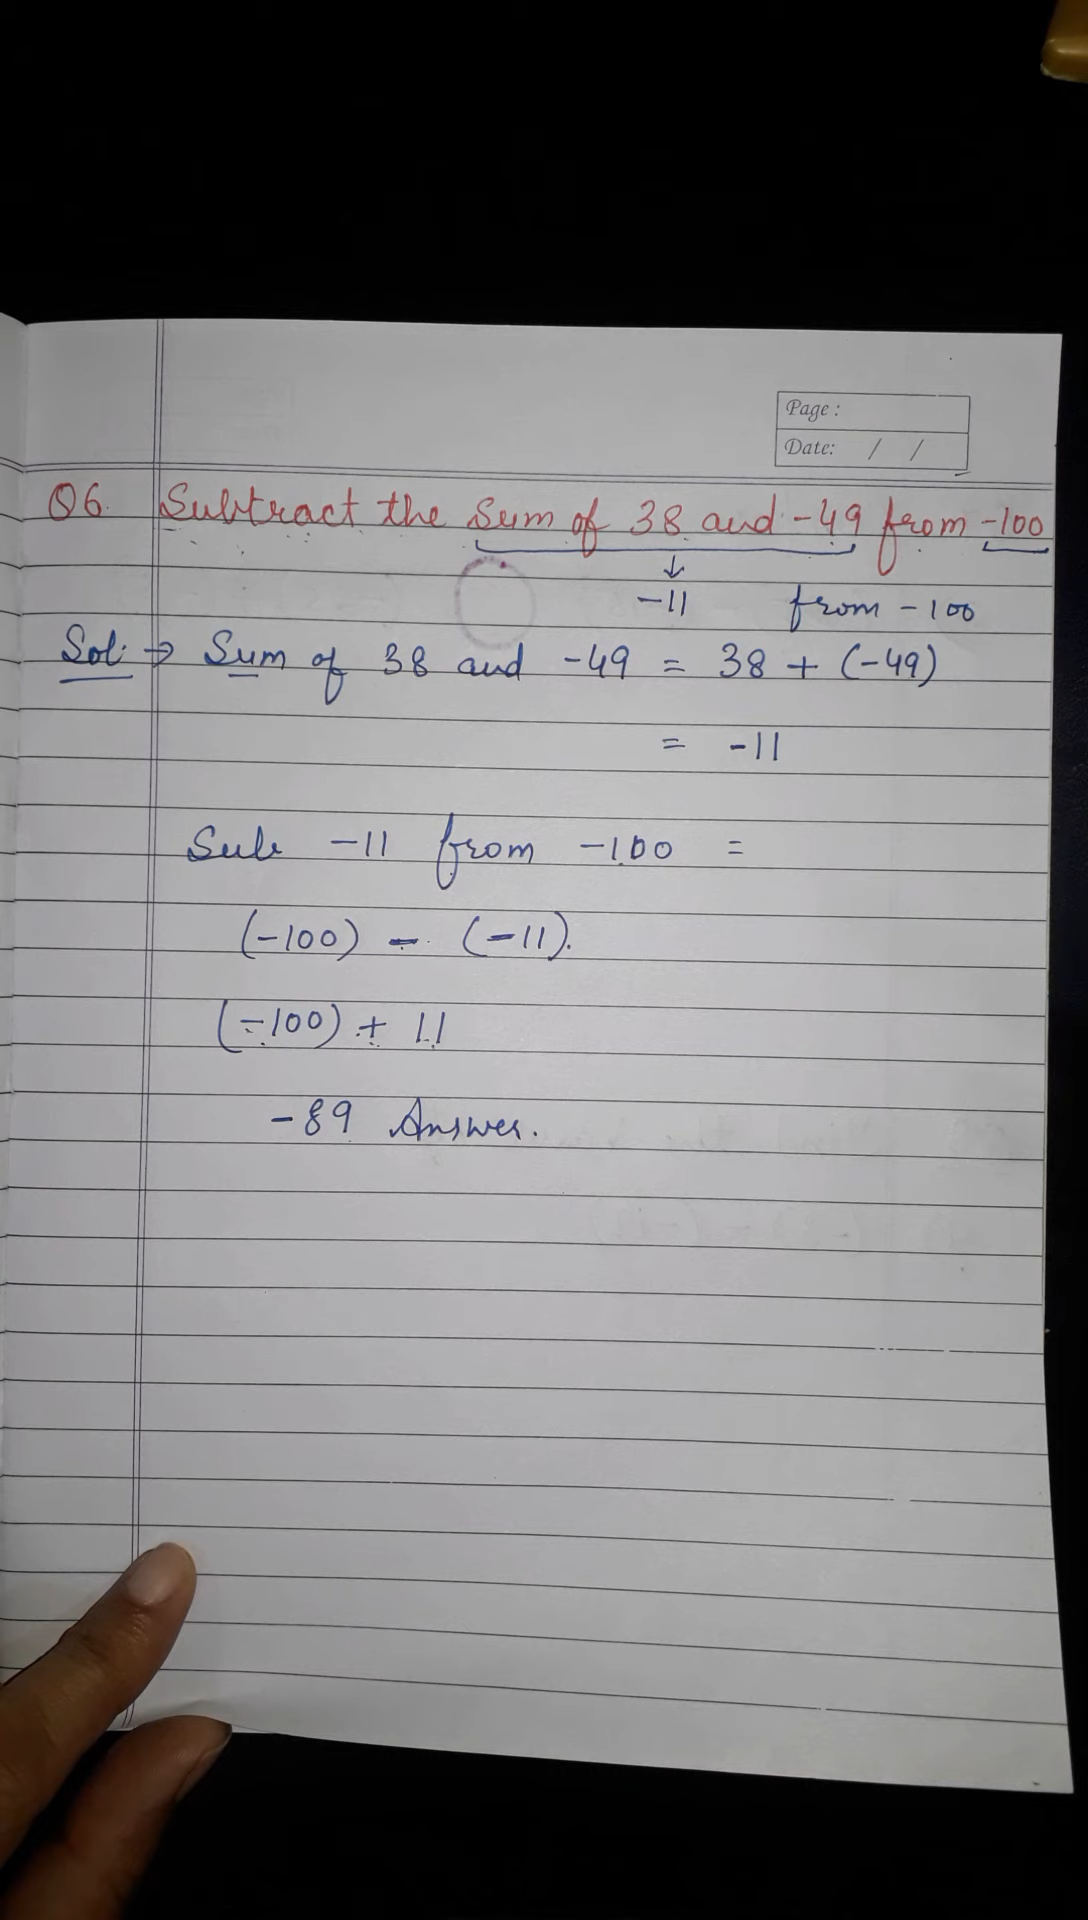 Page :
Date: / /
Q6. Subtract the sum of 38 and -49 from -100
↓
-11 from -100
Sol: → Sum of 38 and -49 = 38 + (-49)
= -11
Sub -11 from -100 =
(-100) - (-11).
(-100) + 11
-89 Answer.